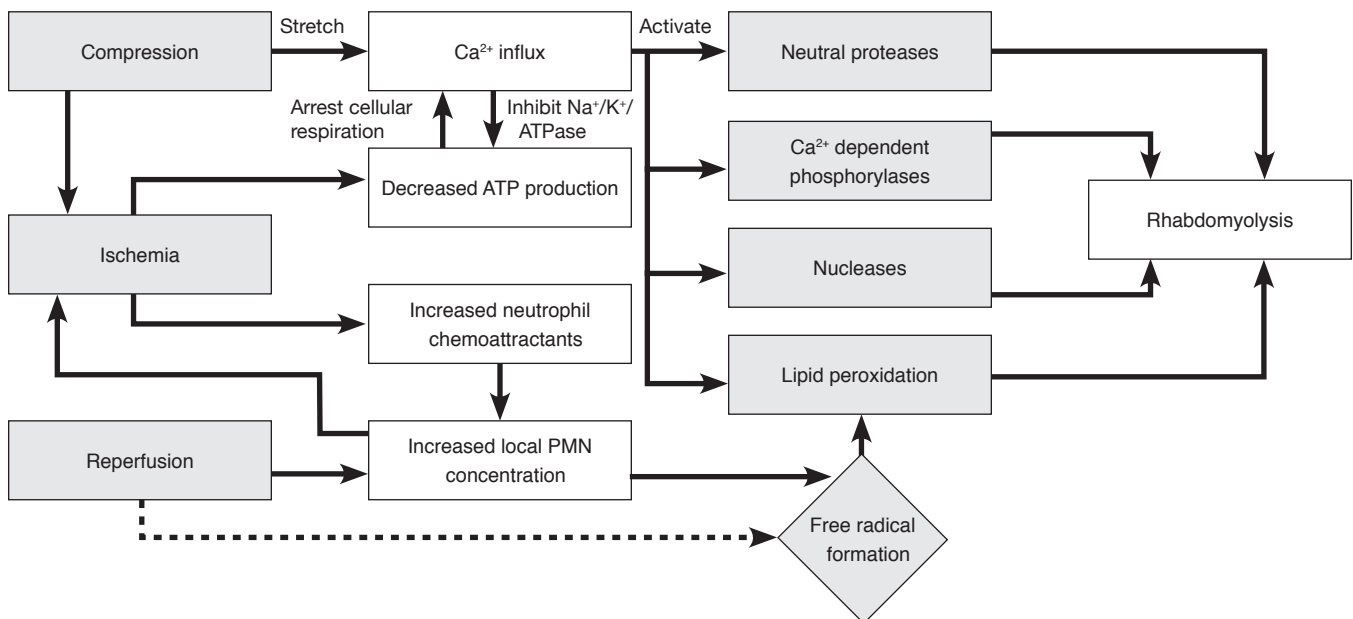 Compression
Stretch
Ca²⁺ influx
Activate
Neutral proteases
Arrest cellular
respiration
Inhibit Na⁺/K⁺/
ATPase
Decreased ATP production
Ca²⁺ dependent
phosphorylases
Rhabdomyolysis
Ischemia
Nucleases
Increased neutrophil
chemoattractants
Lipid peroxidation
Reperfusion
Increased local PMN
concentration
Free radical
formation